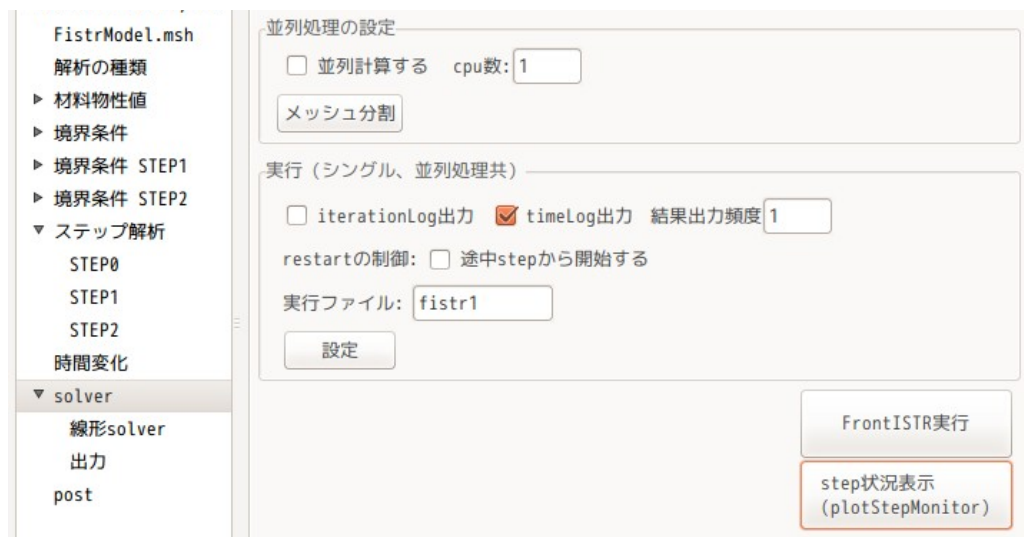 FistrModel.msh
解析の種類
材料物性値
境界条件
境界条件 STEP1
境界条件 STEP2
ステップ解析
STEP0
STEP1
STEP2
時間変化
solver
線形solver
出力
post
並列処理の設定
並列計算する cpu数: 1
メッシュ分割
実行（シングル、並列処理共）
iterationLog出力 timeLog出力 結果出力頻度 1
restartの制御: 途中stepから開始する
実行ファイル: fistr1
設定
FrontISTR実行
step状況表示
(plotStepMonitor)